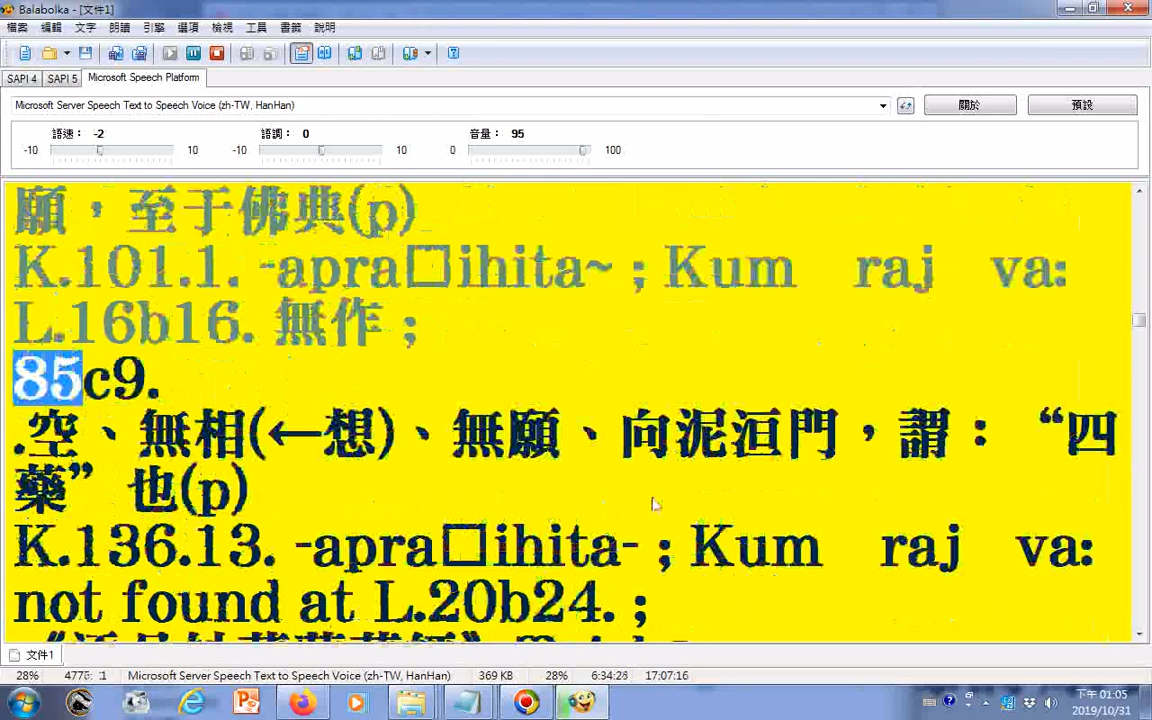 Balabolka - [文件1]
檔案 編輯 文字 朗讀 引擎 選項 檢視 工具 書籤 說明
SAPI 4 SAPI 5 Microsoft Speech Platform
Microsoft Server Speech Text to Speech Voice (zh-TW, HanHan) 關於 預設
語速： -2 語調： 0 音量： 95
-10 10 -10 10 0 100
願，至于佛典(p)
K.101.1. -apra□ihita~ ; Kum raj va:
L.16b16. 無作 ;
85c9.
.空、無相(←想)、無願、向泥洹門，謂：“四
藥” 也(p)
K.136.13. -apra□ihita- ; Kum raj va:
not found at L.20b24. ;
文件1
28% Microsoft Server Speech Text to Speech Voice (zh-TW, HanHan) 369 KB 28% 6:34:26 17:07:16
下午 01:05
2019/10/31